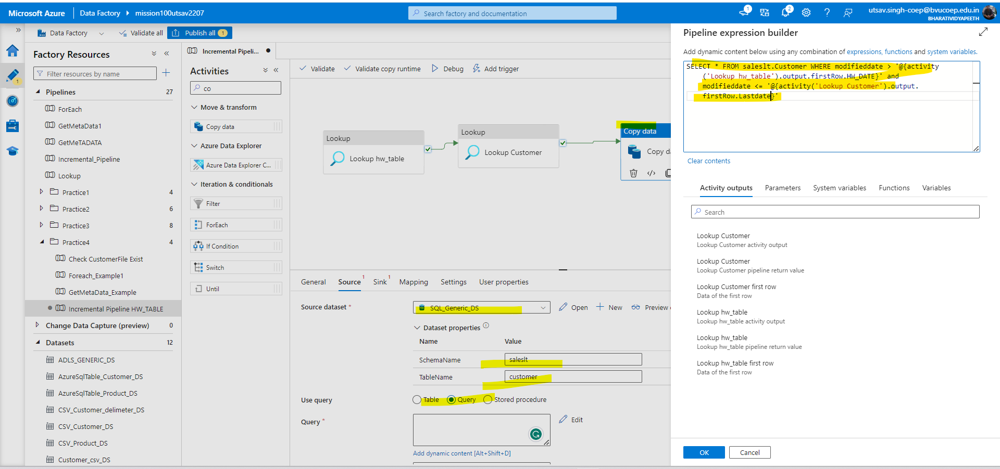 Microsoft Azure
Data Factory
mission100utsav2207
Search factory and documentation
1
2
utsav.singh-coep@bvucoep.edu.in
BHARATIVIDYAPEETH
Data Factory
Validate all
Publish all
1
1
Factory Resources
Filter resources by name
Pipelines
27
ForEach
GetMetaData1
GetMeTADATA
Incremental_Pipeline
Lookup
Practice1
4
Practice2
6
Practice3
8
Practice4
4
Check CustomerFile Exist
Foreach_Example1
GetMetaData_Example
Incremental Pipeline HW_TABLE
Change Data Capture (preview)
0
Datasets
12
ADLS_GENERIC_DS
AzureSqlTable_Customer_DS
AzureSqlTable_Product_DS
CSV_Customer_delimeter_DS
CSV_Customer_DS
CSV_Product_DS
Customer_csv_DS
Incremental Pipeli...
Activities
co
Move & transform
Copy data
Azure Data Explorer
Azure Data Explorer C...
Iteration & conditionals
Filter
ForEach
If Condition
Switch
Until
Validate
Validate copy runtime
Debug
Add trigger
Lookup
Lookup hw_table
Lookup
Lookup Customer
Copy data
Copy da
General
Source
1
Sink
1
Mapping
Settings
User properties
Source dataset *
SQL_Generic_DS
Open
New
Preview
Dataset properties
Name
Value
SchemaName
saleslt
TableName
customer
Use query
Table
Query
Stored procedure
Query *
Edit
Add dynamic content [Alt+Shift+D]
Pipeline expression builder
Add dynamic content below using any combination of expressions, functions and system variables.
SELECT * FROM saleslt.Customer WHERE modifieddate > '@{activity
('Lookup hw_table').output.firstRow.HW_DATE}' and
modifieddate <= '@{activity('Lookup Customer').output.
firstRow.Lastdate}'
Clear contents
Activity outputs
Parameters
System variables
Functions
Variables
Search
Lookup Customer
Lookup Customer activity output
Lookup Customer
Lookup Customer pipeline return value
Lookup Customer first row
Data of the first row
Lookup hw_table
Lookup hw_table activity output
Lookup hw_table
Lookup hw_table pipeline return value
Lookup hw_table first row
Data of the first row
OK
Cancel